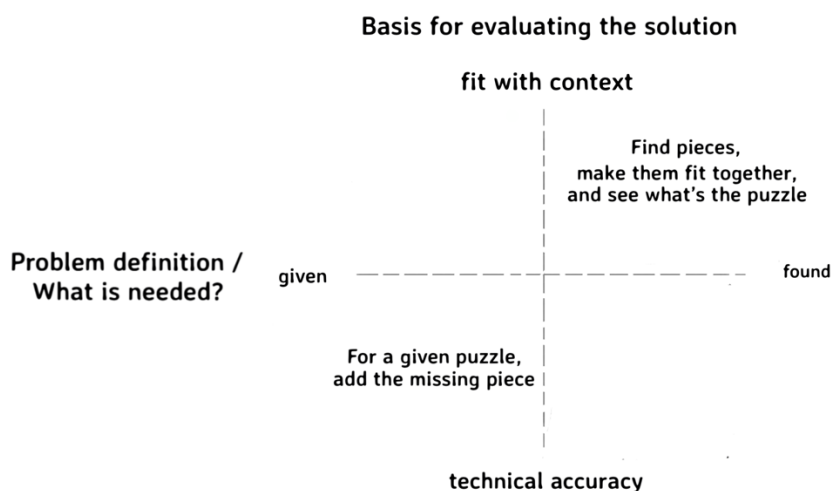 Basis for evaluating the solution
fit with context
Find pieces,
make them fit together,
and see what's the puzzle
Problem definition /
What is needed?
given
found
For a given puzzle,
add the missing piece
technical accuracy